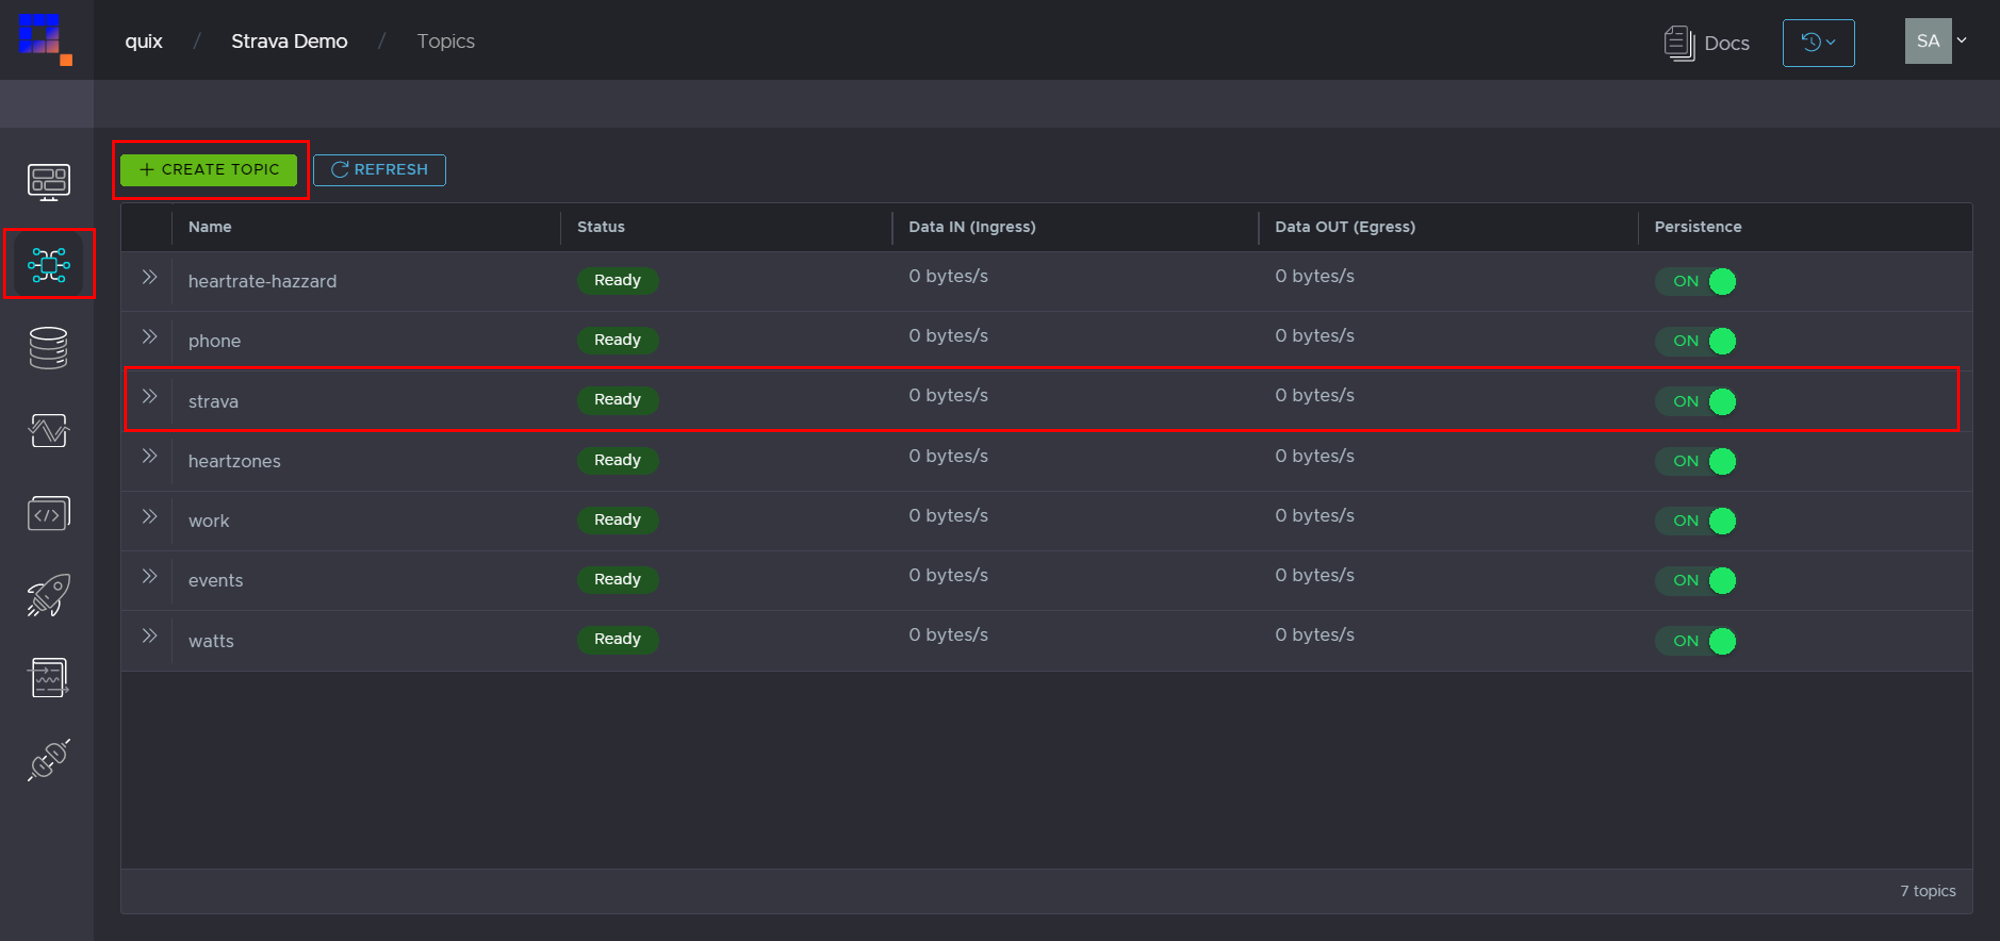 quix / Strava Demo / Topics
Docs
SA
+ CREATE TOPIC
REFRESH
Name Status Data IN (Ingress) Data OUT (Egress) Persistence
heartrate-hazzard Ready 0 bytes/s 0 bytes/s ON
phone Ready 0 bytes/s 0 bytes/s ON
strava Ready 0 bytes/s 0 bytes/s ON
heartzones Ready 0 bytes/s 0 bytes/s ON
work Ready 0 bytes/s 0 bytes/s ON
events Ready 0 bytes/s 0 bytes/s ON
watts Ready 0 bytes/s 0 bytes/s ON
7 topics